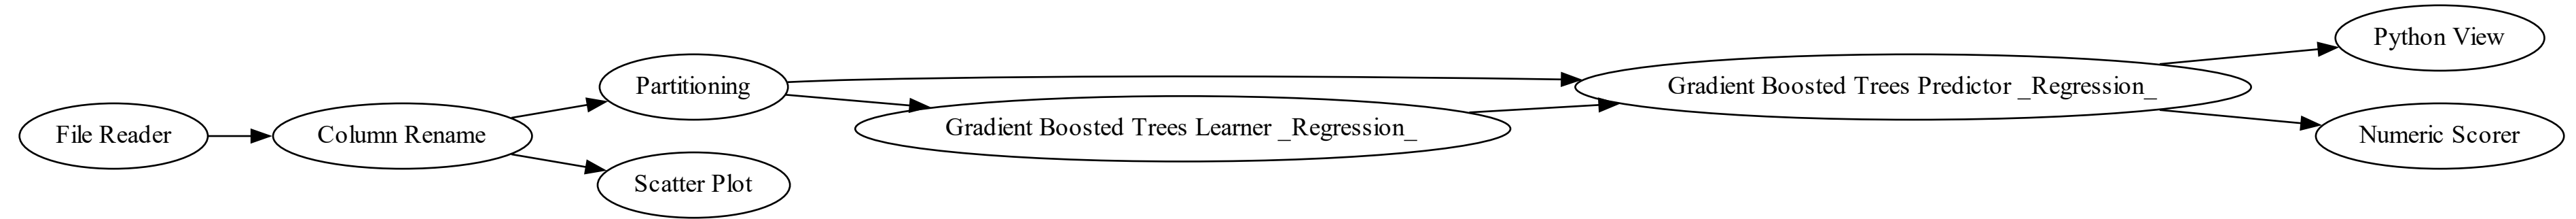 File Reader
Column Rename
Partitioning
Scatter Plot
Gradient Boosted Trees Learner _Regression_
Gradient Boosted Trees Predictor _Regression_
Python View
Numeric Scorer